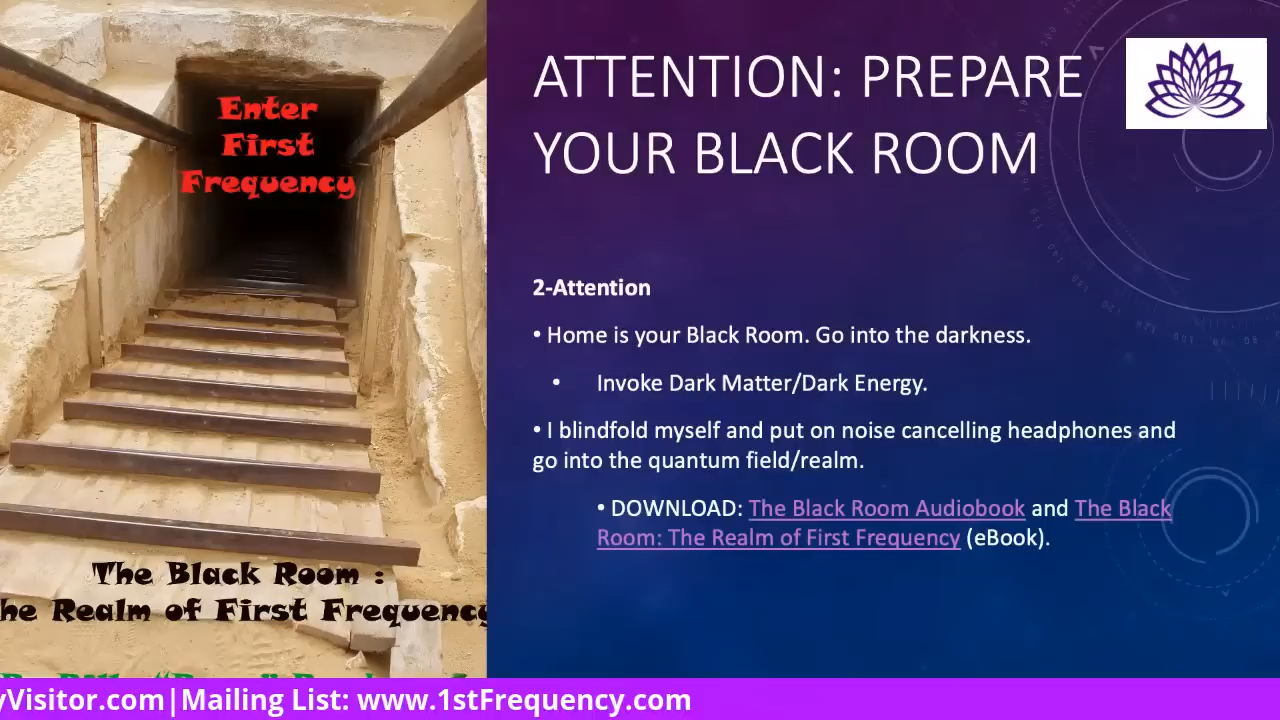 Enter
First
Frequency
The Black Room :
he Realm of First Frequency
ATTENTION: PREPARE
YOUR BLACK ROOM
2-Attention
• Home is your Black Room. Go into the darkness.
• Invoke Dark Matter/Dark Energy.
• I blindfold myself and put on noise cancelling headphones and
go into the quantum field/realm.
• DOWNLOAD: The Black Room Audiobook and The Black
Room: The Realm of First Frequency (eBook).
yVisitor.com|Mailing List: www.1stFrequency.com